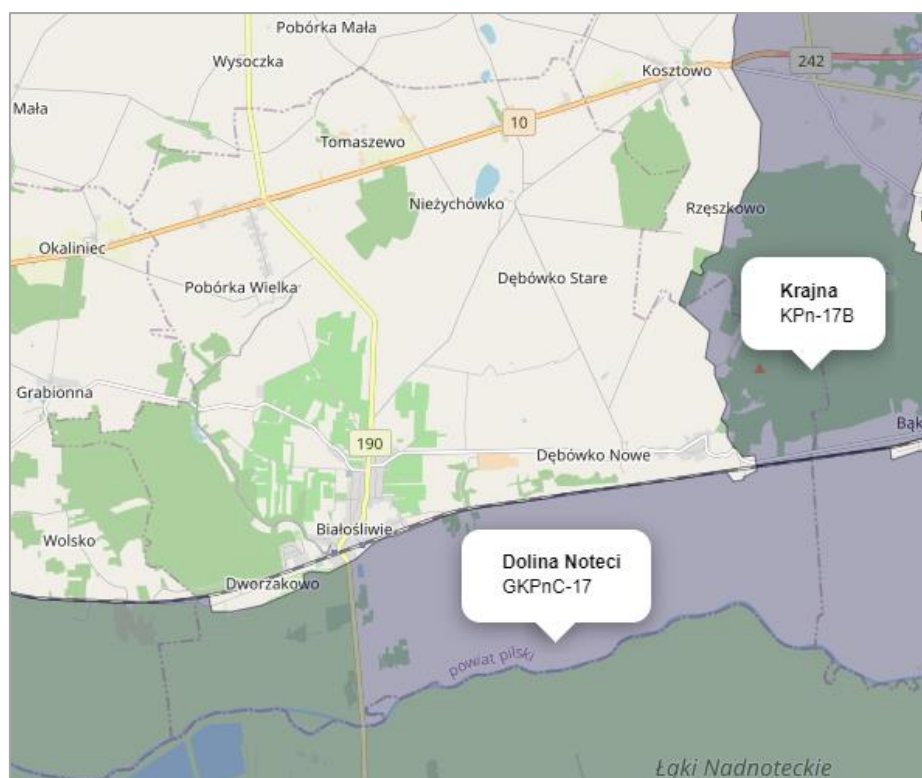 Pobórka Mała
Wysoczka
Kosztowo
242
Mała
10
Tomaszewo
Nieżychówko
Rzęszkowo
Okaliniec
Dębówko Stare
Pobórka Wielka
Krajna
KPn-17B
Grabionna
190
Bąk
Dębówko Nowe
Białośliwie
Wolsko
Dolina Noteci
GKPnC-17
Dworzakowo
powiat pilski
Łąki Nadnoteckie